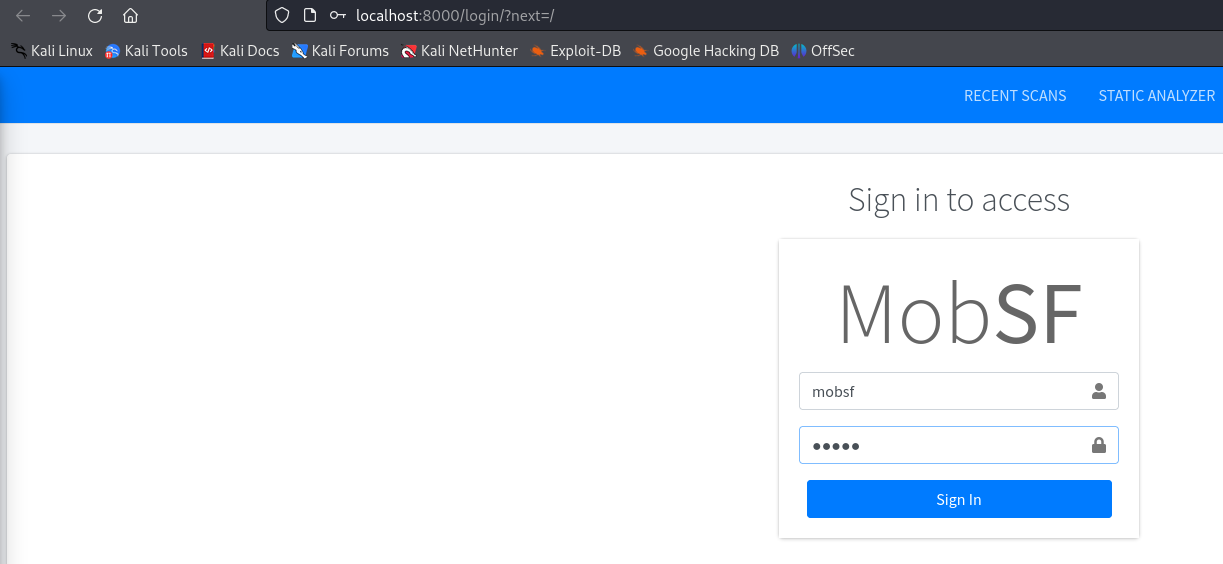 localhost:8000/login/?next=/
Kali Linux Kali Tools Kali Docs Kali Forums Kali NetHunter Exploit-DB Google Hacking DB OffSec
RECENT SCANS STATIC ANALYZER
Sign in to access
MobSF
mobsf
●●●●●
Sign In